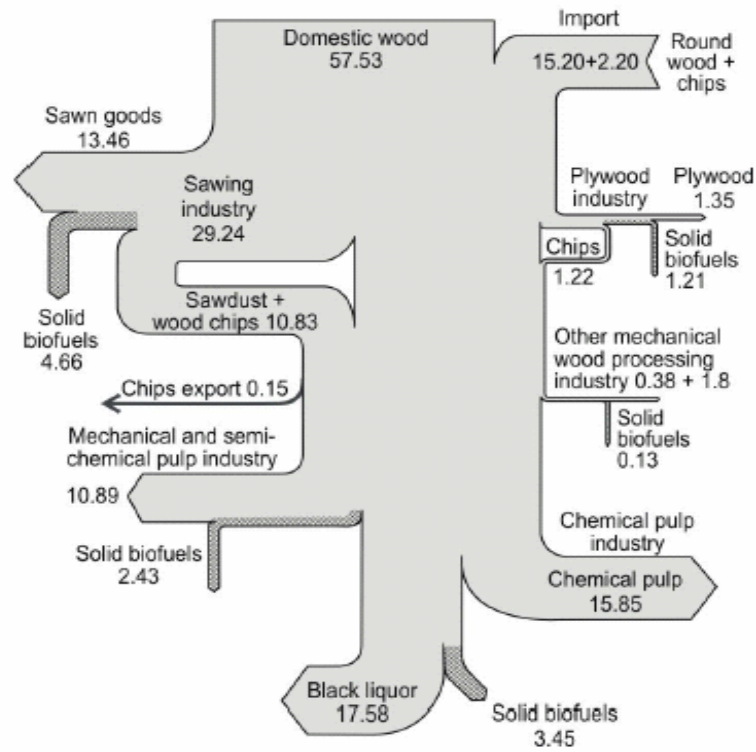 Import
Domestic wood
57.53
15.20+2.20
Round
wood +
chips
Sawn goods
13.46
Sawing
industry
29.24
Plywood
industry
Plywood
1.35
Chips
1.22
Solid
biofuels
1.21
Sawdust +
wood chips 10.83
Solid
biofuels
4.66
Other mechanical
wood processing
industry 0.38 + 1.8
Chips export 0.15
Solid
biofuels
0.13
Mechanical and semi-
chemical pulp industry
10.89
Chemical pulp
industry
Solid biofuels
2.43
Chemical pulp
15.85
Black liquor
17.58
Solid biofuels
3.45